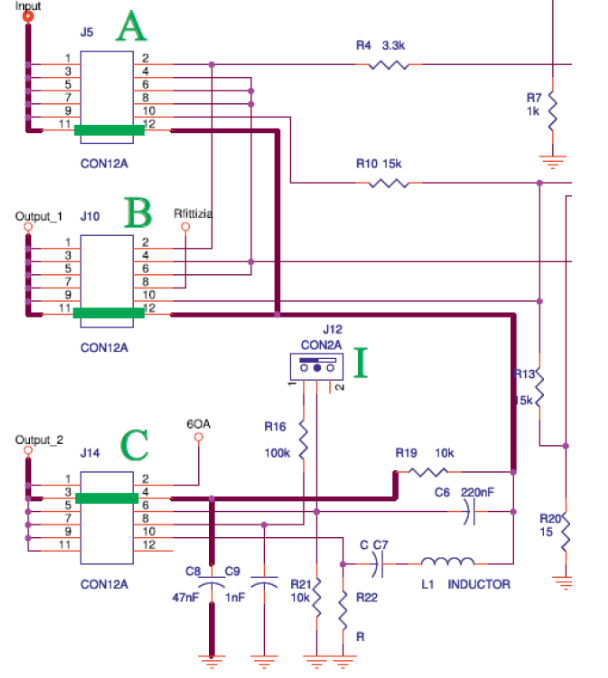 Input
J5 A
1 2
3 4
5 6
7 8
9 10
11 12
CON12A
R4 3.3k
R7
1k
R10 15k
Output_1 J10 B Rfittizia
1 2
3 4
5 6
7 8
9 10
11 12
CON12A
J12
CON2A
I
1 2
R13
15k
R16
100k
Output_2 J14 C 6OA
1 2
3 4
5 6
7 8
9 10
11 12
CON12A
R19 10k
C6 220nF
R20
15
C C7
L1 INDUCTOR
C8 C9
47nF 1nF
R21
10k
R22
R